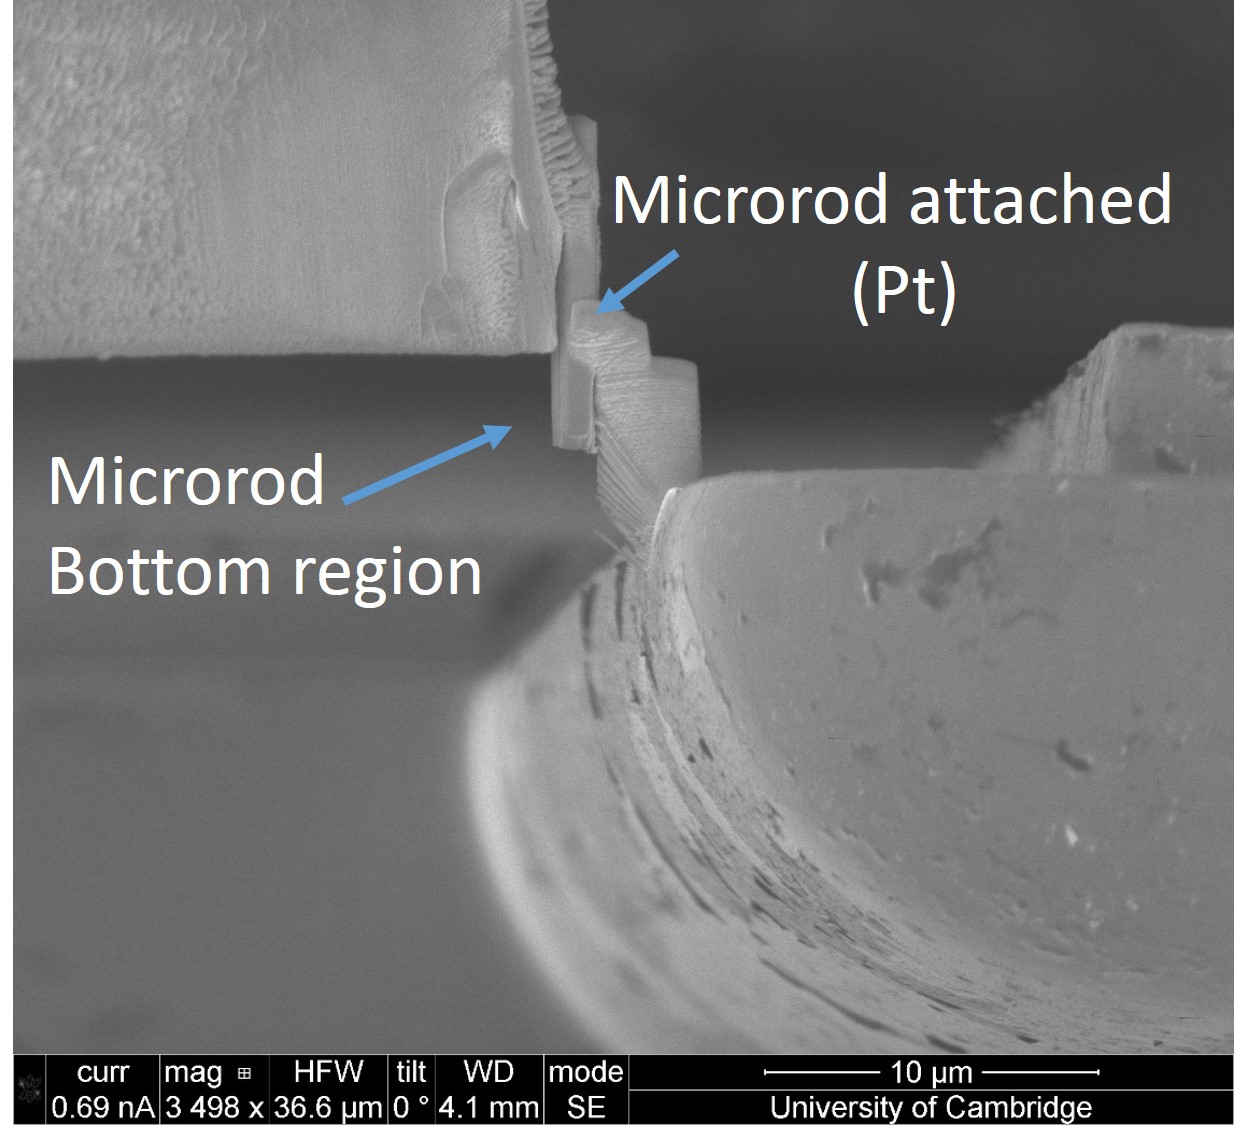 Microrod attached
(Pt)
Microrod
Bottom region
curr mag ⊞ HFW tilt WD mode 10 µm
0.69 nA 3 498 x 36.6 µm 0 ° 4.1 mm SE University of Cambridge